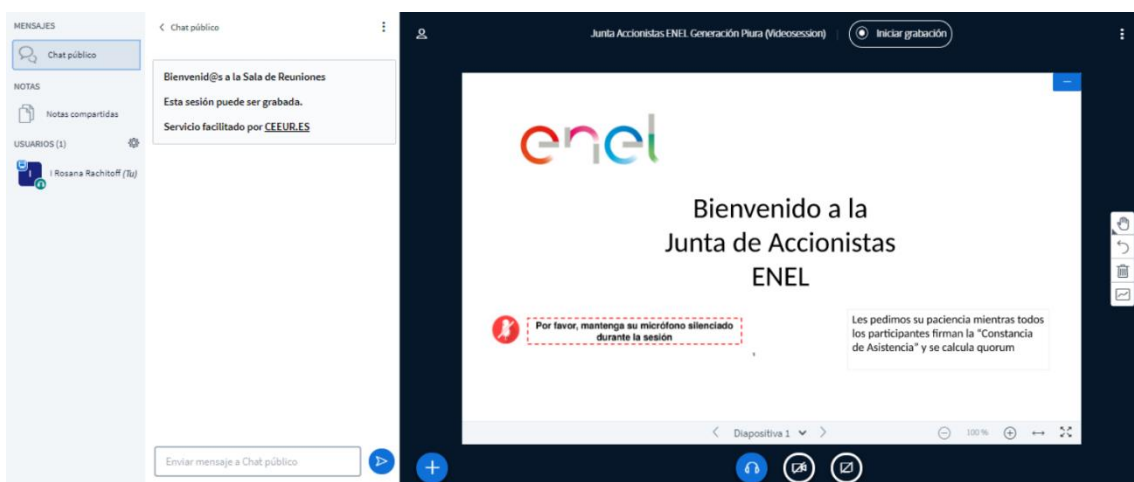 MENSAJES
Chat público
NOTAS
Notas compartidas
USUARIOS (1)
I
I Rosana Rachitoff (Tu)
Chat público
Bienvenid@s a la Sala de Reuniones
Esta sesión puede ser grabada.
Servicio facilitado por CEEUR.ES
Enviar mensaje a Chat público
Junta Accionistas ENEL Generación Piura (Videosession)
Iniciar grabación
enel
Bienvenido a la
Junta de Accionistas
ENEL
Por favor, mantenga su micrófono silenciado
durante la sesión
Les pedimos su paciencia mientras todos
los participantes firman la “Constancia
de Asistencia” y se calcula quorum
Diapositiva 1
100 %